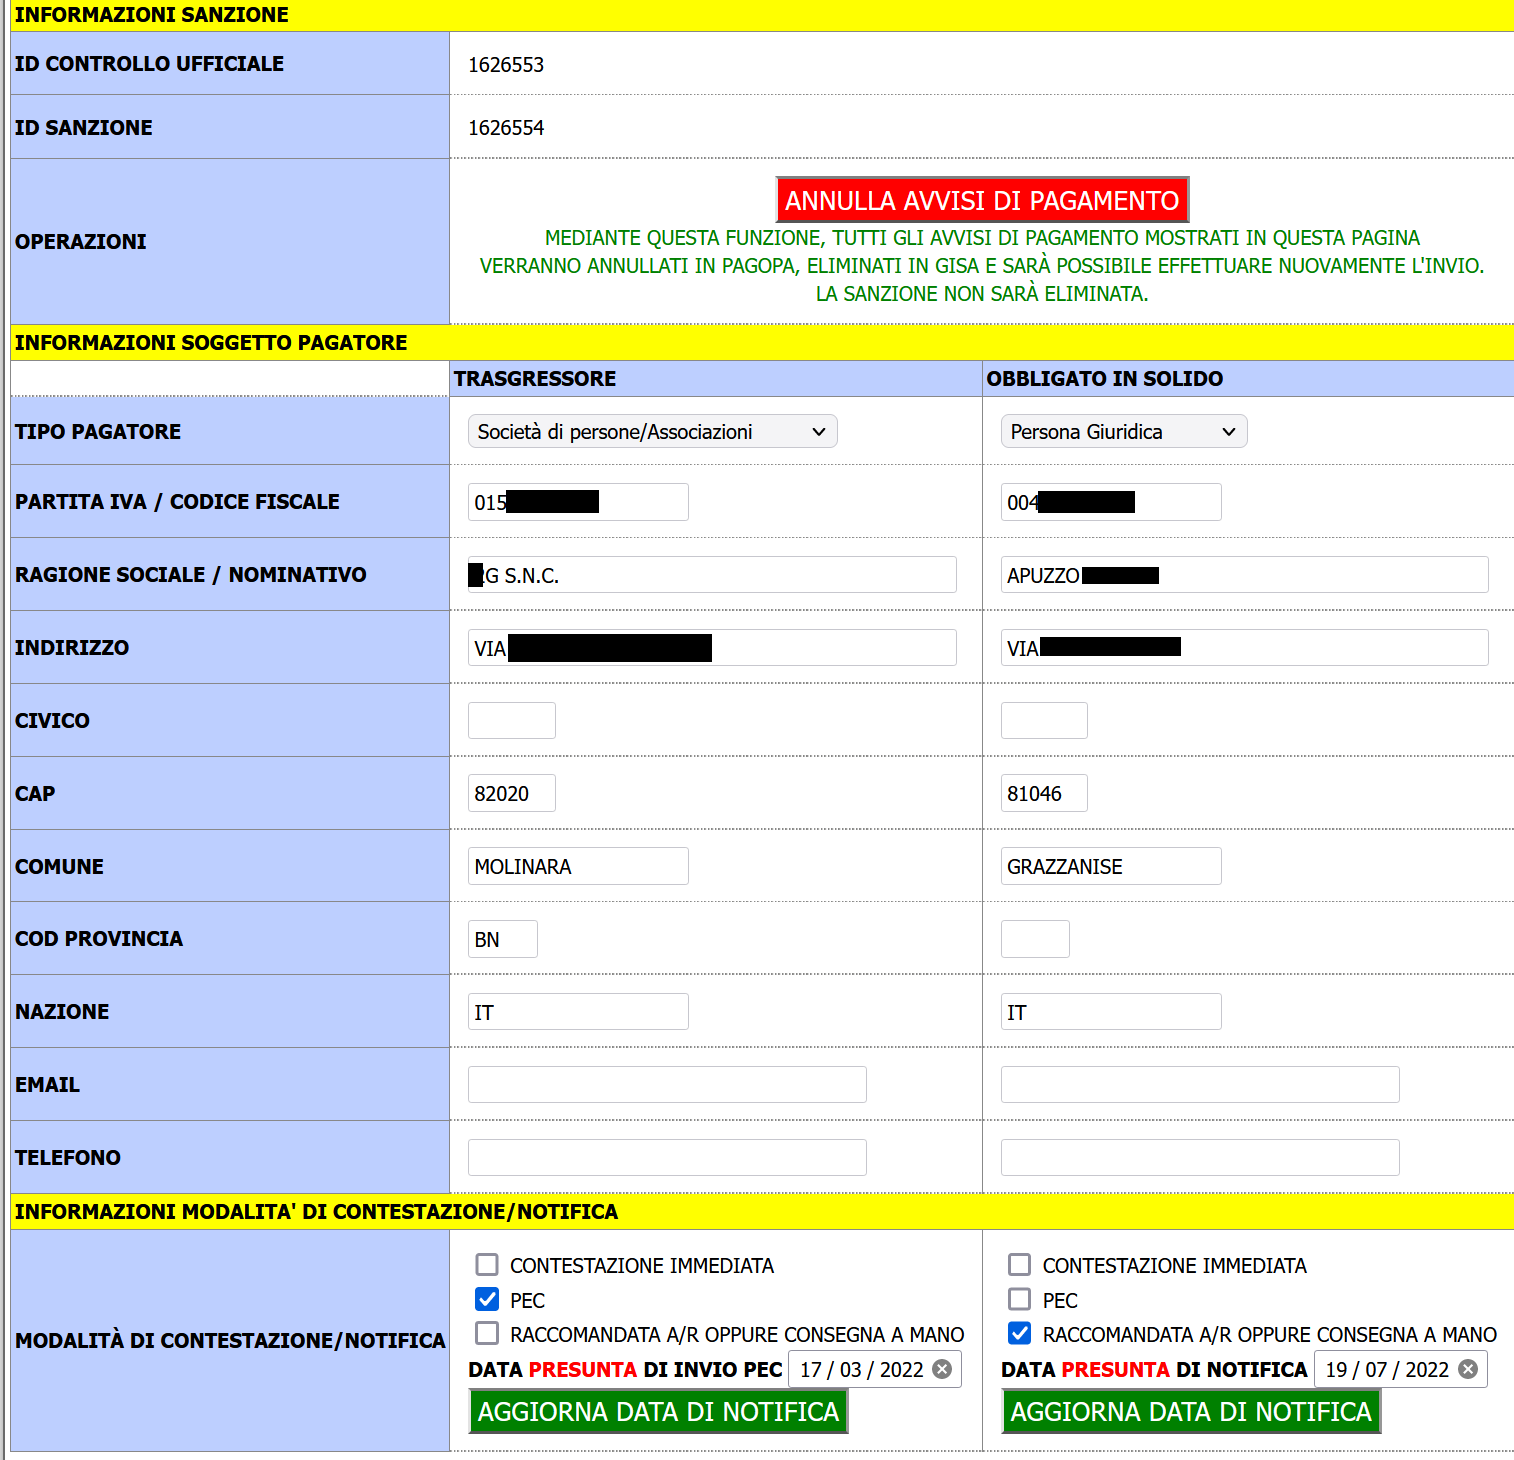 INFORMAZIONI SANZIONE
ID CONTROLLO UFFICIALE 1626553
ID SANZIONE 1626554
OPERAZIONI
ANNULLA AVVISI DI PAGAMENTO
MEDIANTE QUESTA FUNZIONE, TUTTI GLI AVVISI DI PAGAMENTO MOSTRATI IN QUESTA PAGINA
VERRANNO ANNULLATI IN PAGOPA, ELIMINATI IN GISA E SARÀ POSSIBILE EFFETTUARE NUOVAMENTE L'INVIO.
LA SANZIONE NON SARÀ ELIMINATA.
INFORMAZIONI SOGGETTO PAGATORE
TRASGRESSORE OBBLIGATO IN SOLIDO
TIPO PAGATORE Società di persone/Associazioni Persona Giuridica
PARTITA IVA / CODICE FISCALE 015 004
RAGIONE SOCIALE / NOMINATIVO RG S.N.C. APUZZO
INDIRIZZO VIA VIA
CIVICO
CAP 82020 81046
COMUNE MOLINARA GRAZZANISE
COD PROVINCIA BN
NAZIONE IT IT
EMAIL
TELEFONO
INFORMAZIONI MODALITA' DI CONTESTAZIONE/NOTIFICA
MODALITÀ DI CONTESTAZIONE/NOTIFICA
CONTESTAZIONE IMMEDIATA
PEC
RACCOMANDATA A/R OPPURE CONSEGNA A MANO
DATA PRESUNTA DI INVIO PEC 17 / 03 / 2022
AGGIORNA DATA DI NOTIFICA
CONTESTAZIONE IMMEDIATA
PEC
RACCOMANDATA A/R OPPURE CONSEGNA A MANO
DATA PRESUNTA DI NOTIFICA 19 / 07 / 2022
AGGIORNA DATA DI NOTIFICA